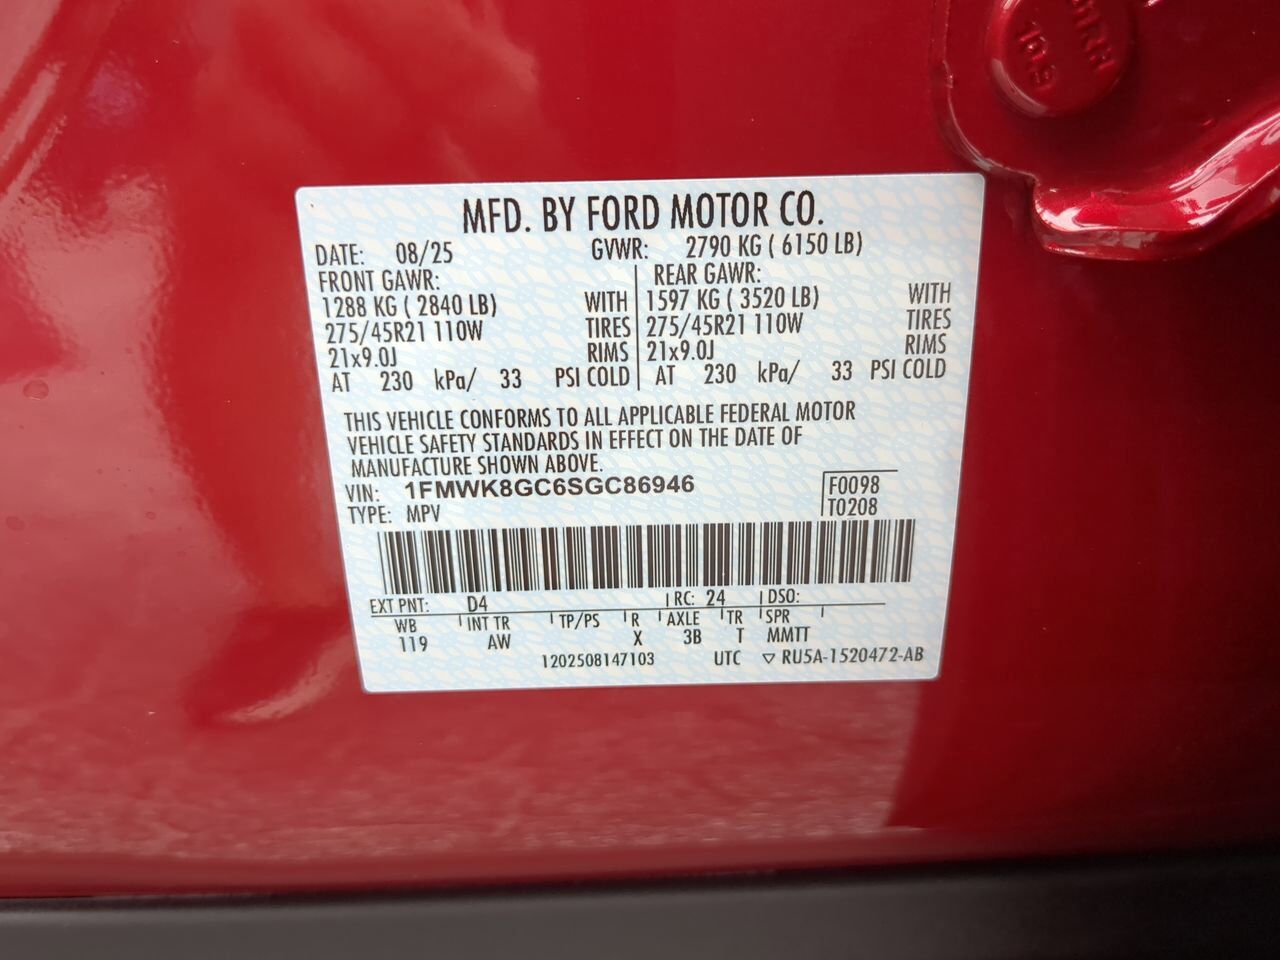 10.9
MFD. BY FORD MOTOR CO.
DATE: 08/25 GVWR: 2790 KG ( 6150 LB)
FRONT GAWR: REAR GAWR:
1288 KG ( 2840 LB) WITH 1597 KG ( 3520 LB) WITH
275/45R21 110W TIRES 275/45R21 110W TIRES
21x9.0J RIMS 21x9.0J RIMS
AT 230 kPa/ 33 PSI COLD AT 230 kPa/ 33 PSI COLD
THIS VEHICLE CONFORMS TO ALL APPLICABLE FEDERAL MOTOR
VEHICLE SAFETY STANDARDS IN EFFECT ON THE DATE OF
MANUFACTURE SHOWN ABOVE.
VIN: 1FMWK8GC6SGC86946 F0098
TYPE: MPV T0208
EXT PNT: D4 RC: 24 DSO:
WB INT TR TP/PS R AXLE TR SPR
119 AW X 3B T MMTT
1202508147103 UTC ▽ RU5A-1520472-AB